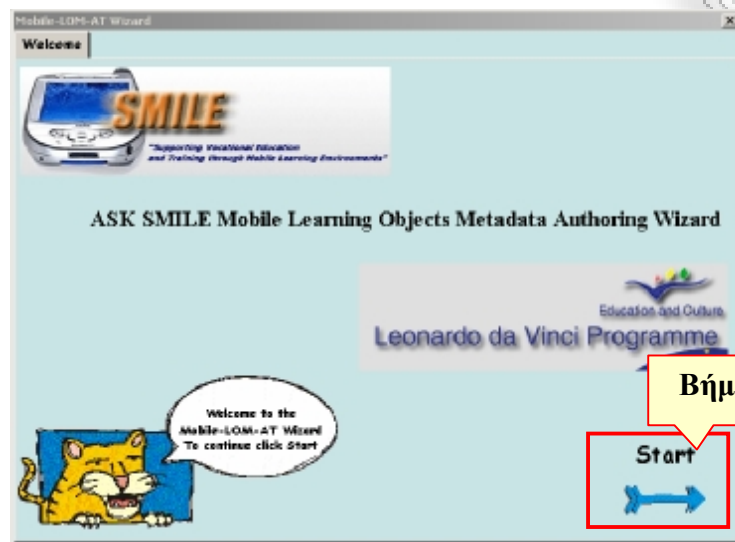 Mobile-LOM-AT Wizard
Welcome
SMILE
"Supporting Vocational Education
and Training through Mobile Learning Environments"
ASK SMILE Mobile Learning Objects Metadata Authoring Wizard
Education and Culture
Leonardo da Vinci Programme
Βήμ
Welcome to the
Mobile-LOM-AT Wizard
To continue click Start
Start